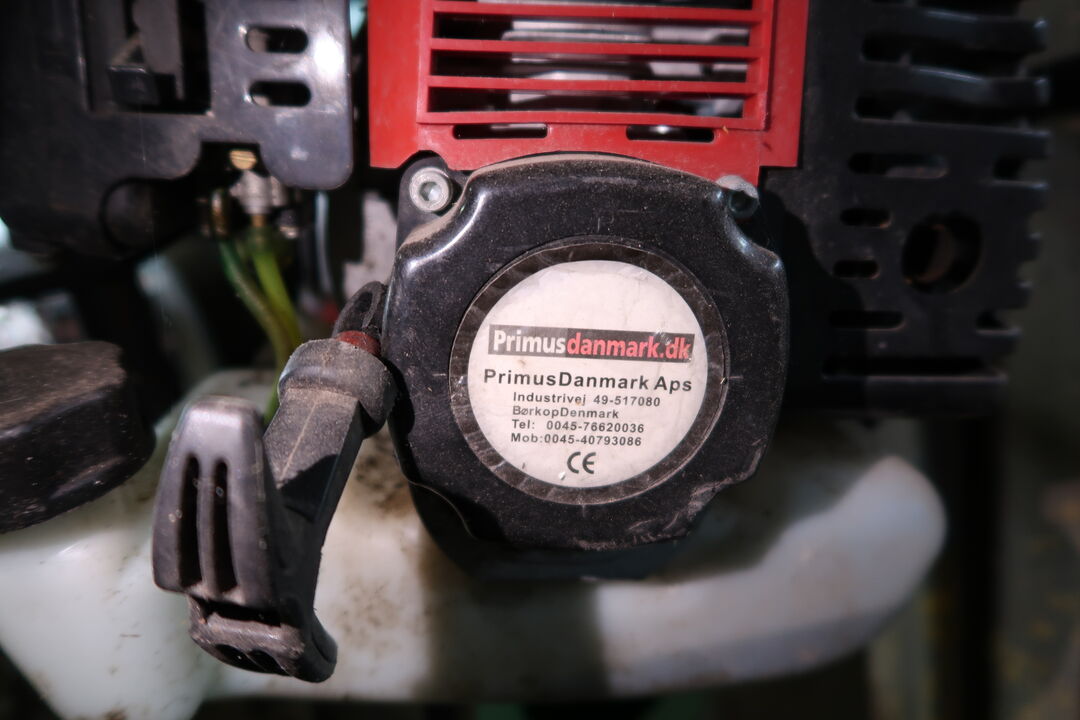 Primusdanmark.dk
PrimusDanmark Aps
Industrivej 49-517080
BørkopDenmark
Tel: 0045-76620036
Mob:0045-40793086
CE